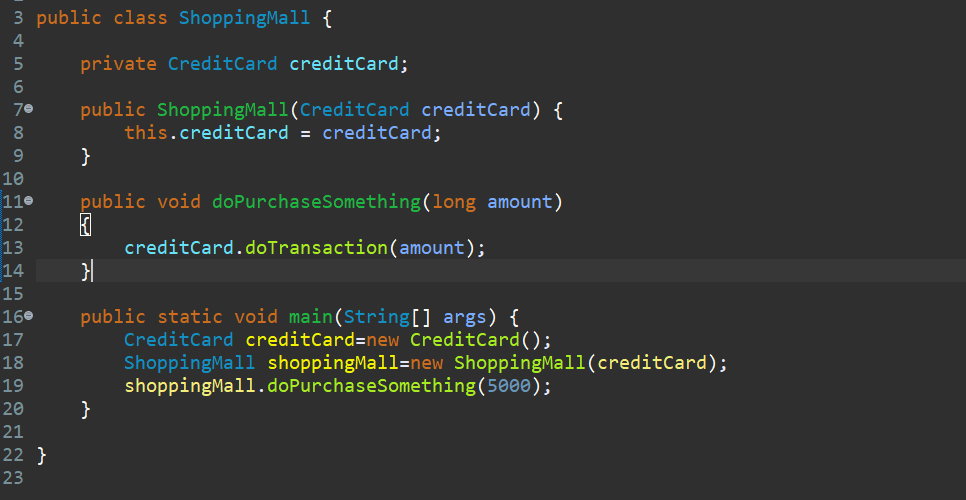 3 public class ShoppingMall {
4
5     private CreditCard creditCard;
6
7     public ShoppingMall(CreditCard creditCard) {
8         this.creditCard = creditCard;
9     }
10
11     public void doPurchaseSomething(long amount)
12     {
13         creditCard.doTransaction(amount);
14     }
15
16     public static void main(String[] args) {
17         CreditCard creditCard=new CreditCard();
18         ShoppingMall shoppingMall=new ShoppingMall(creditCard);
19         shoppingMall.doPurchaseSomething(5000);
20     }
21
22 }
23